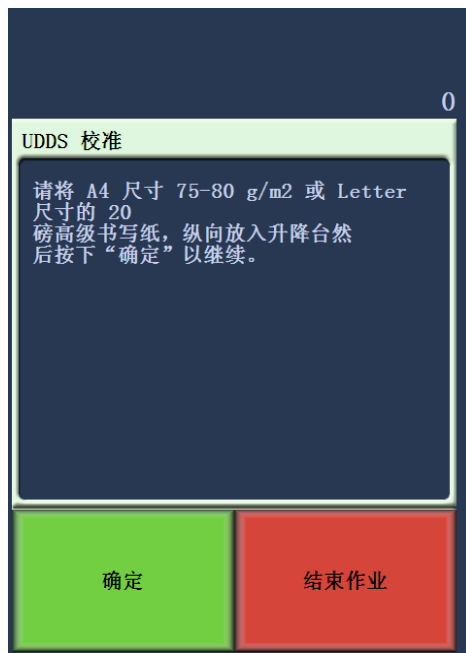 0
UDDS 校准
请将 A4 尺寸 75-80 g/m2 或 Letter
尺寸的 20
磅高级书写纸，纵向放入升降台然
后按下“确定”以继续。
确定
结束作业